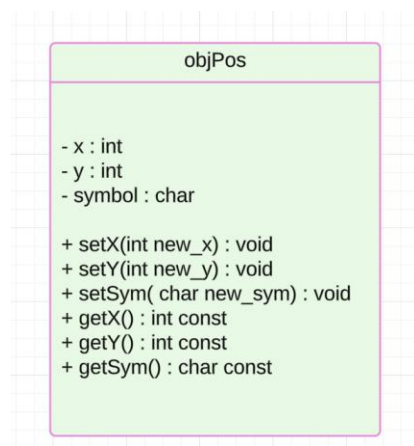 objPos
- x : int
- y : int
- symbol : char
+ setX(int new_x) : void
+ setY(int new_y) : void
+ setSym( char new_sym) : void
+ getX() : int const
+ getY() : int const
+ getSym() : char const